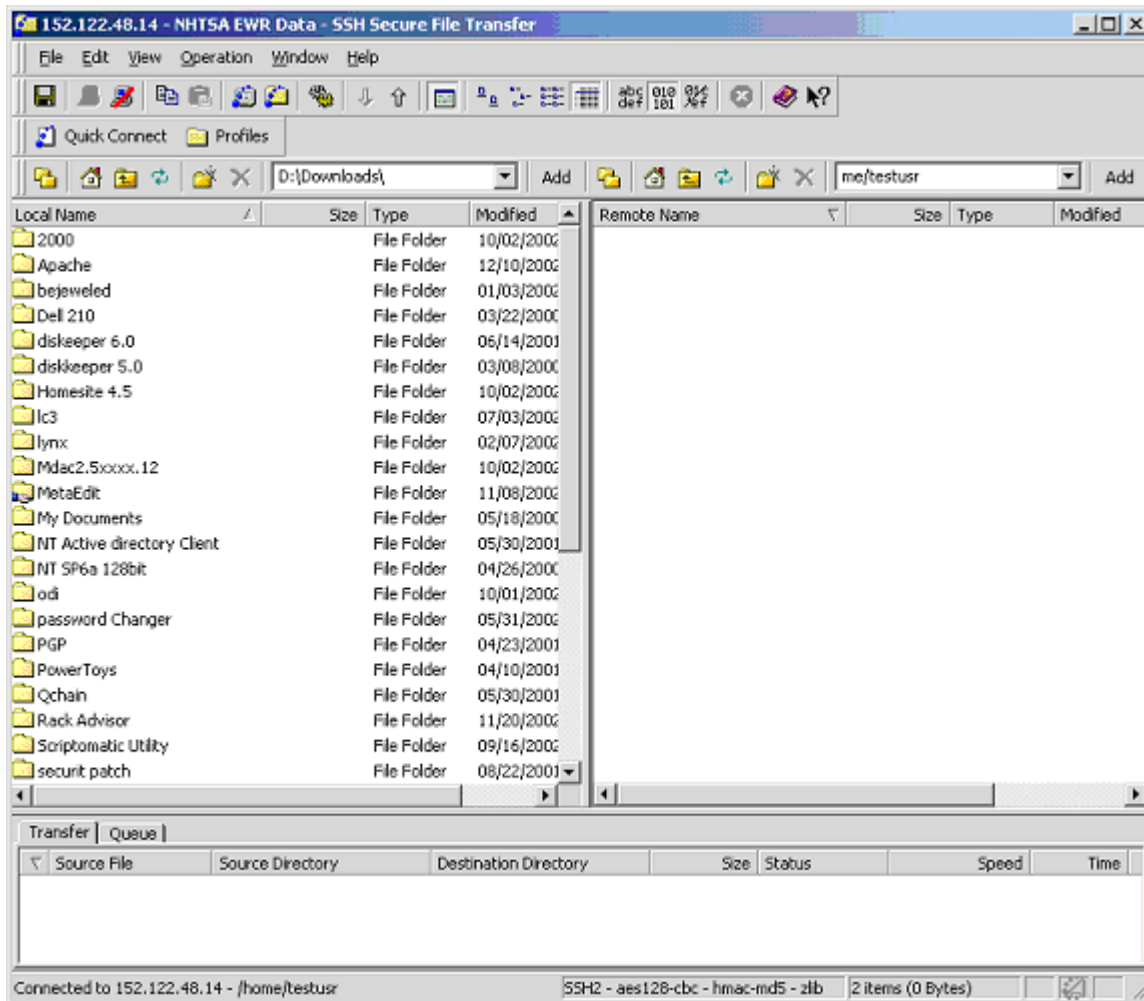 152.122.48.14 - NHTSA EWR Data - SSH Secure File Transfer
File Edit View Operation Window Help
abc def 010 101
Quick Connect Profiles
D:\Downloads\ Add me/testusr Add
Local Name Size Type Modified Remote Name Size Type Modified
2000 File Folder 10/02/2002
Apache File Folder 12/10/2002
bejeweled File Folder 01/03/2002
Dell 210 File Folder 03/22/2000
diskeeper 6.0 File Folder 06/14/2001
diskkeeper 5.0 File Folder 03/08/2000
Homesite 4.5 File Folder 10/02/2002
lc3 File Folder 07/03/2002
lynx File Folder 02/07/2002
Mdac2.5xxxx.12 File Folder 10/02/2002
MetaEdit File Folder 11/08/2002
My Documents File Folder 05/18/2000
NT Active directory Client File Folder 05/30/2001
NT SP6a 128bit File Folder 04/26/2000
odi File Folder 10/01/2002
password Changer File Folder 05/31/2002
PGP File Folder 04/23/2001
PowerToys File Folder 04/10/2001
Qchain File Folder 05/30/2001
Rack Advisor File Folder 11/20/2002
Scriptomatic Utility File Folder 09/16/2002
securit patch File Folder 08/22/2001
Transfer Queue
Source File Source Directory Destination Directory Size Status Speed Time
Connected to 152.122.48.14 - /home/testusr SSH2 - aes128-cbc - hmac-md5 - zlib 2 items (0 Bytes)